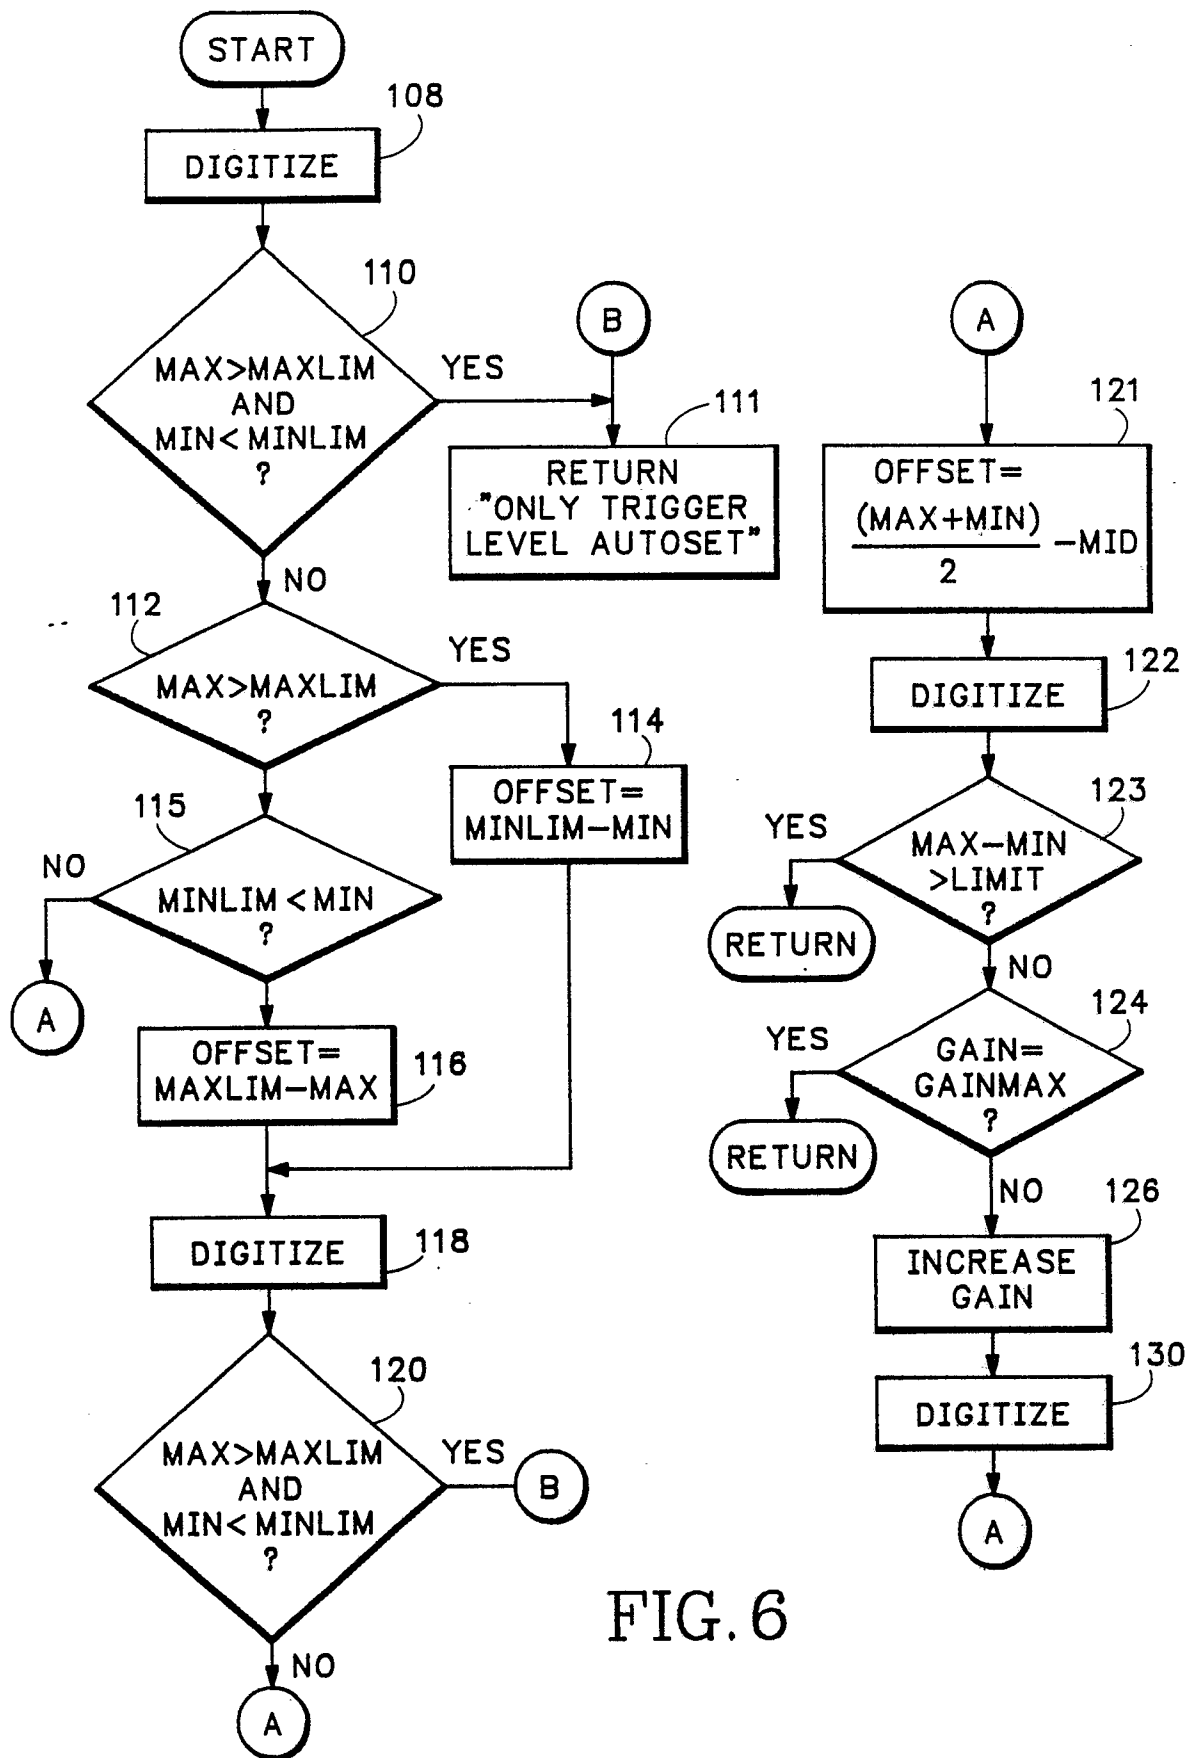 START
108
DIGITIZE
110
MAX>MAXLIM
AND
MIN<MINLIM
?
YES
B
111
RETURN
"ONLY TRIGGER
LEVEL AUTOSET"
NO
112
MAX>MAXLIM
?
YES
114
OFFSET=
MINLIM-MIN
115
MINLIM<MIN
?
NO
A
OFFSET=
MAXLIM-MAX
116
DIGITIZE
118
120
MAX>MAXLIM
AND
MIN<MINLIM
?
YES
B
NO
A
A
121
OFFSET=
(MAX+MIN)
2
-MID
122
DIGITIZE
123
MAX-MIN
>LIMIT
?
YES
RETURN
NO
124
GAIN=
GAINMAX
?
YES
RETURN
NO
126
INCREASE
GAIN
130
DIGITIZE
A
FIG. 6